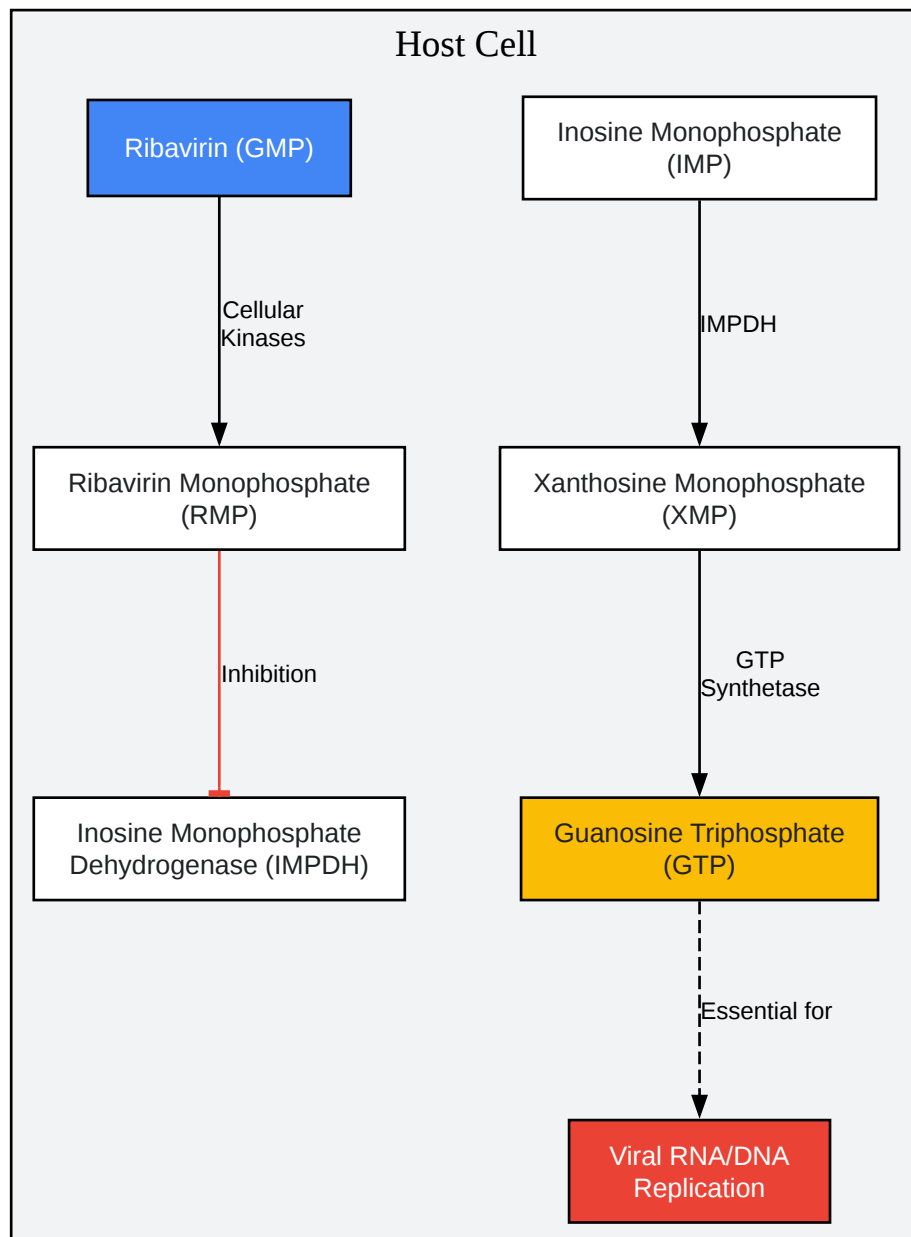 Host Cell
Ribavirin (GMP)
Inosine Monophosphate
(IMP)
Cellular
Kinases
IMPDH
Ribavirin Monophosphate
(RMP)
Xanthosine Monophosphate
(XMP)
Inhibition
GTP
Synthetase
Inosine Monophosphate
Dehydrogenase (IMPDH)
Guanosine Triphosphate
(GTP)
Essential for
Viral RNA/DNA
Replication